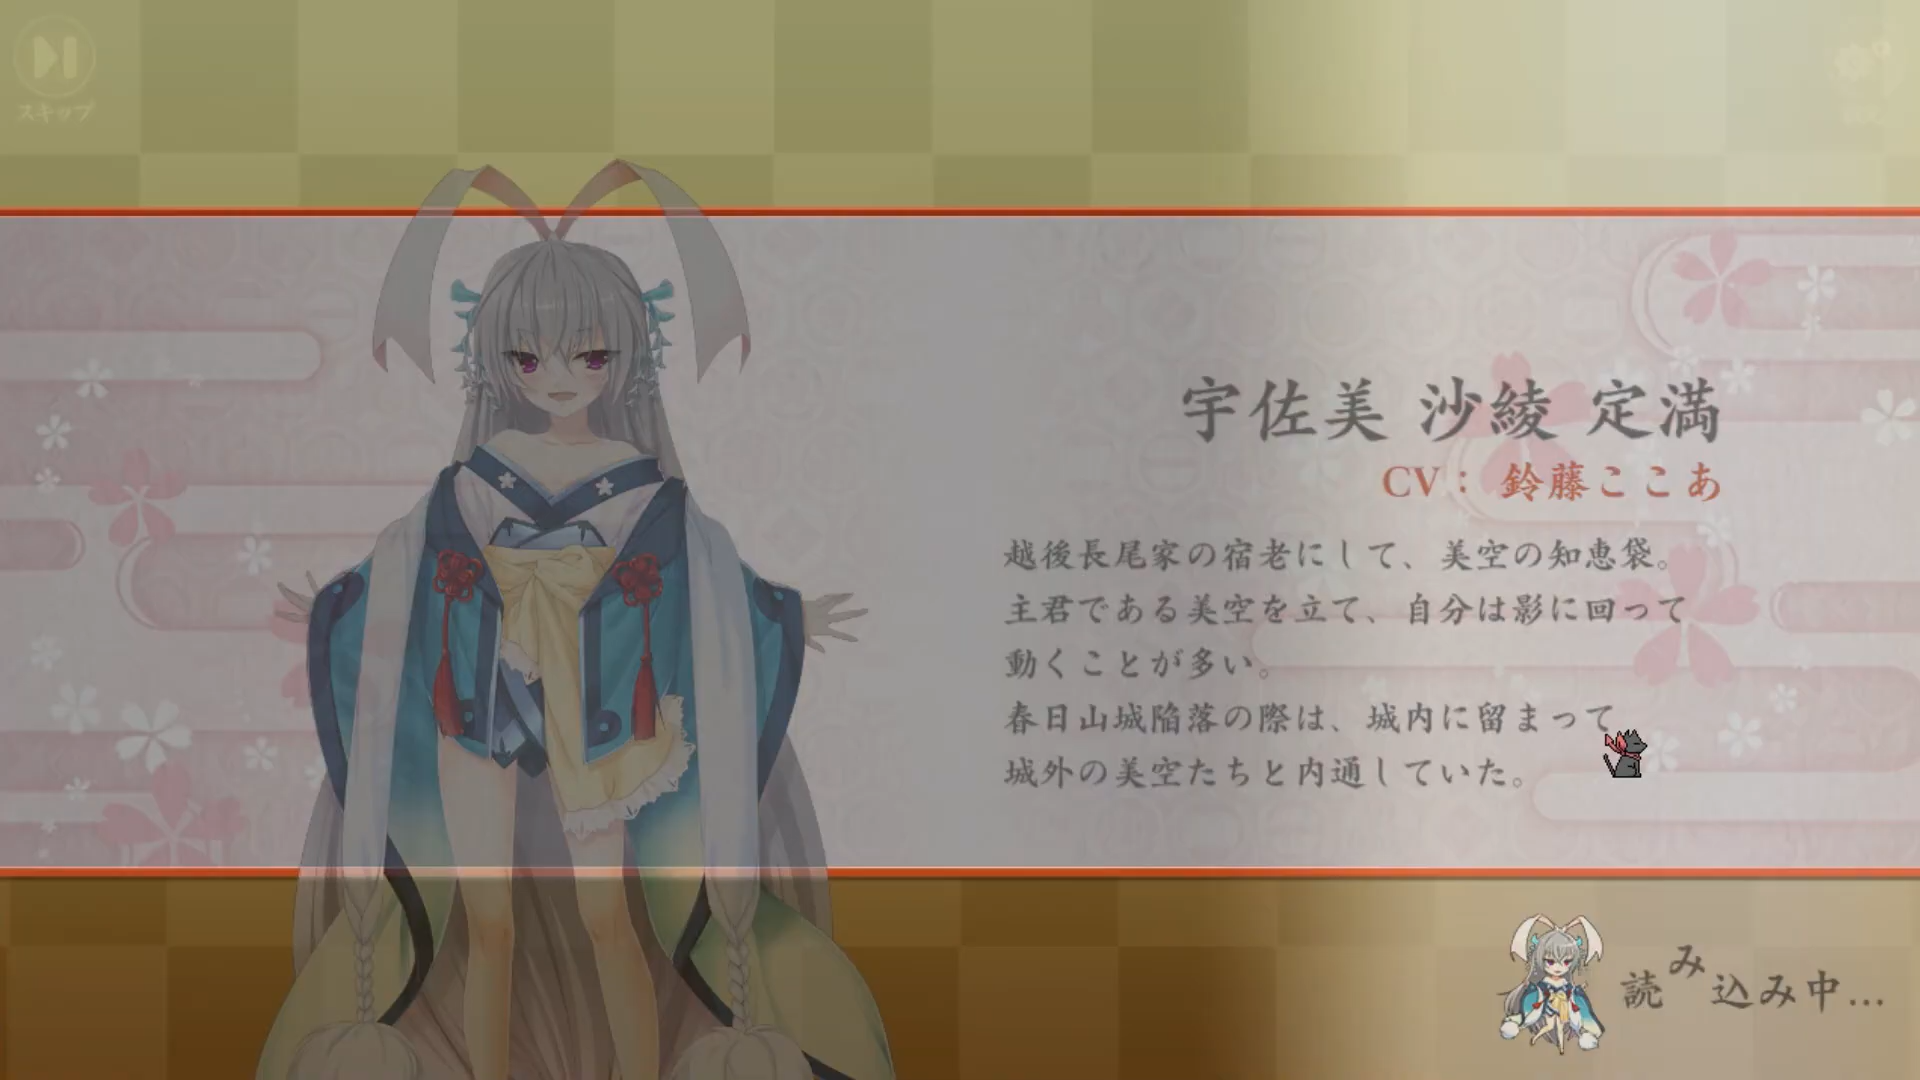 スキップ
宇佐美 沙綾 定満
CV： 鈴藤ここあ
越後長尾家の宿老にして、美空の知恵袋。
主君である美空を立て、自分は影に回って
動くことが多い。
春日山城陥落の際は、城内に留まって
城外の美空たちと内通していた。
読み込み中...